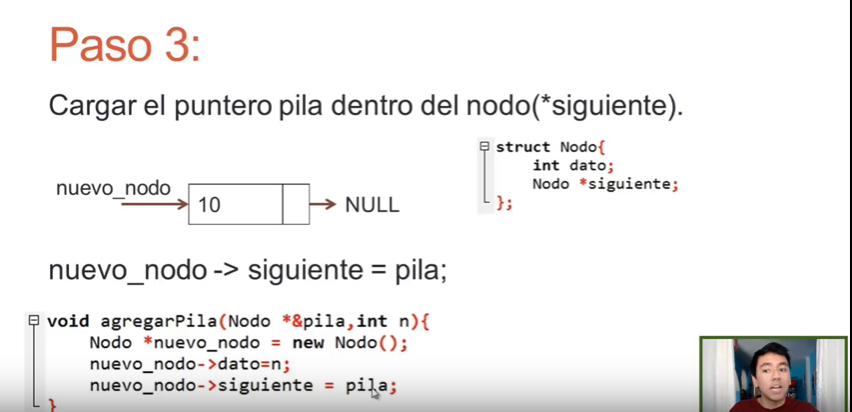 Paso 3:
Cargar el puntero pila dentro del nodo(*siguiente).
struct Nodo{
int dato;
Nodo *siguiente;
};
nuevo_nodo
10
NULL
nuevo_nodo -> siguiente = pila;
void agregarPila(Nodo *&pila,int n){
Nodo *nuevo_nodo = new Nodo();
nuevo_nodo->dato=n;
nuevo_nodo->siguiente = pila;
}